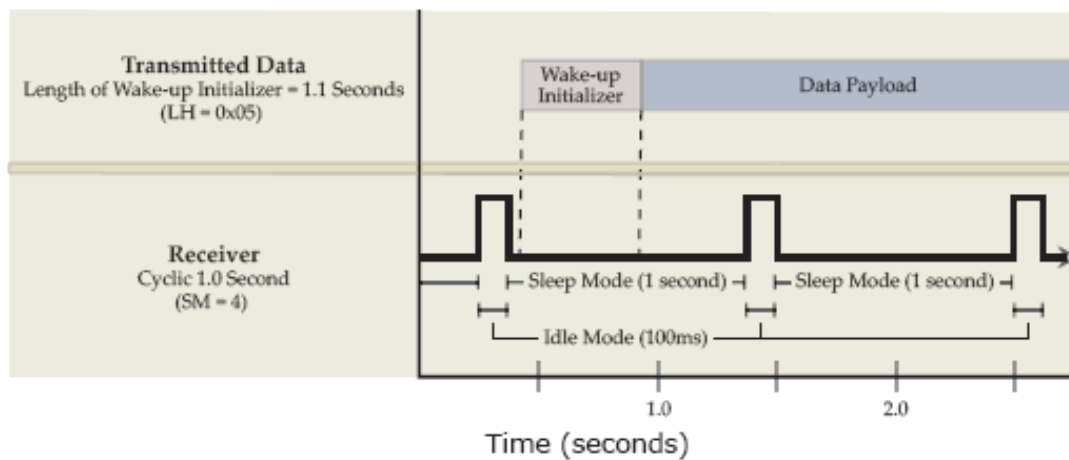 Transmitted Data
Length of Wake-up Initializer = 1.1 Seconds
(LH = 0x05)
Wake-up
Initializer
Data Payload
Receiver
Cyclic 1.0 Second
(SM = 4)
Sleep Mode (1 second)
Sleep Mode (1 second)
Idle Mode (100ms)
1.0
2.0
Time (seconds)